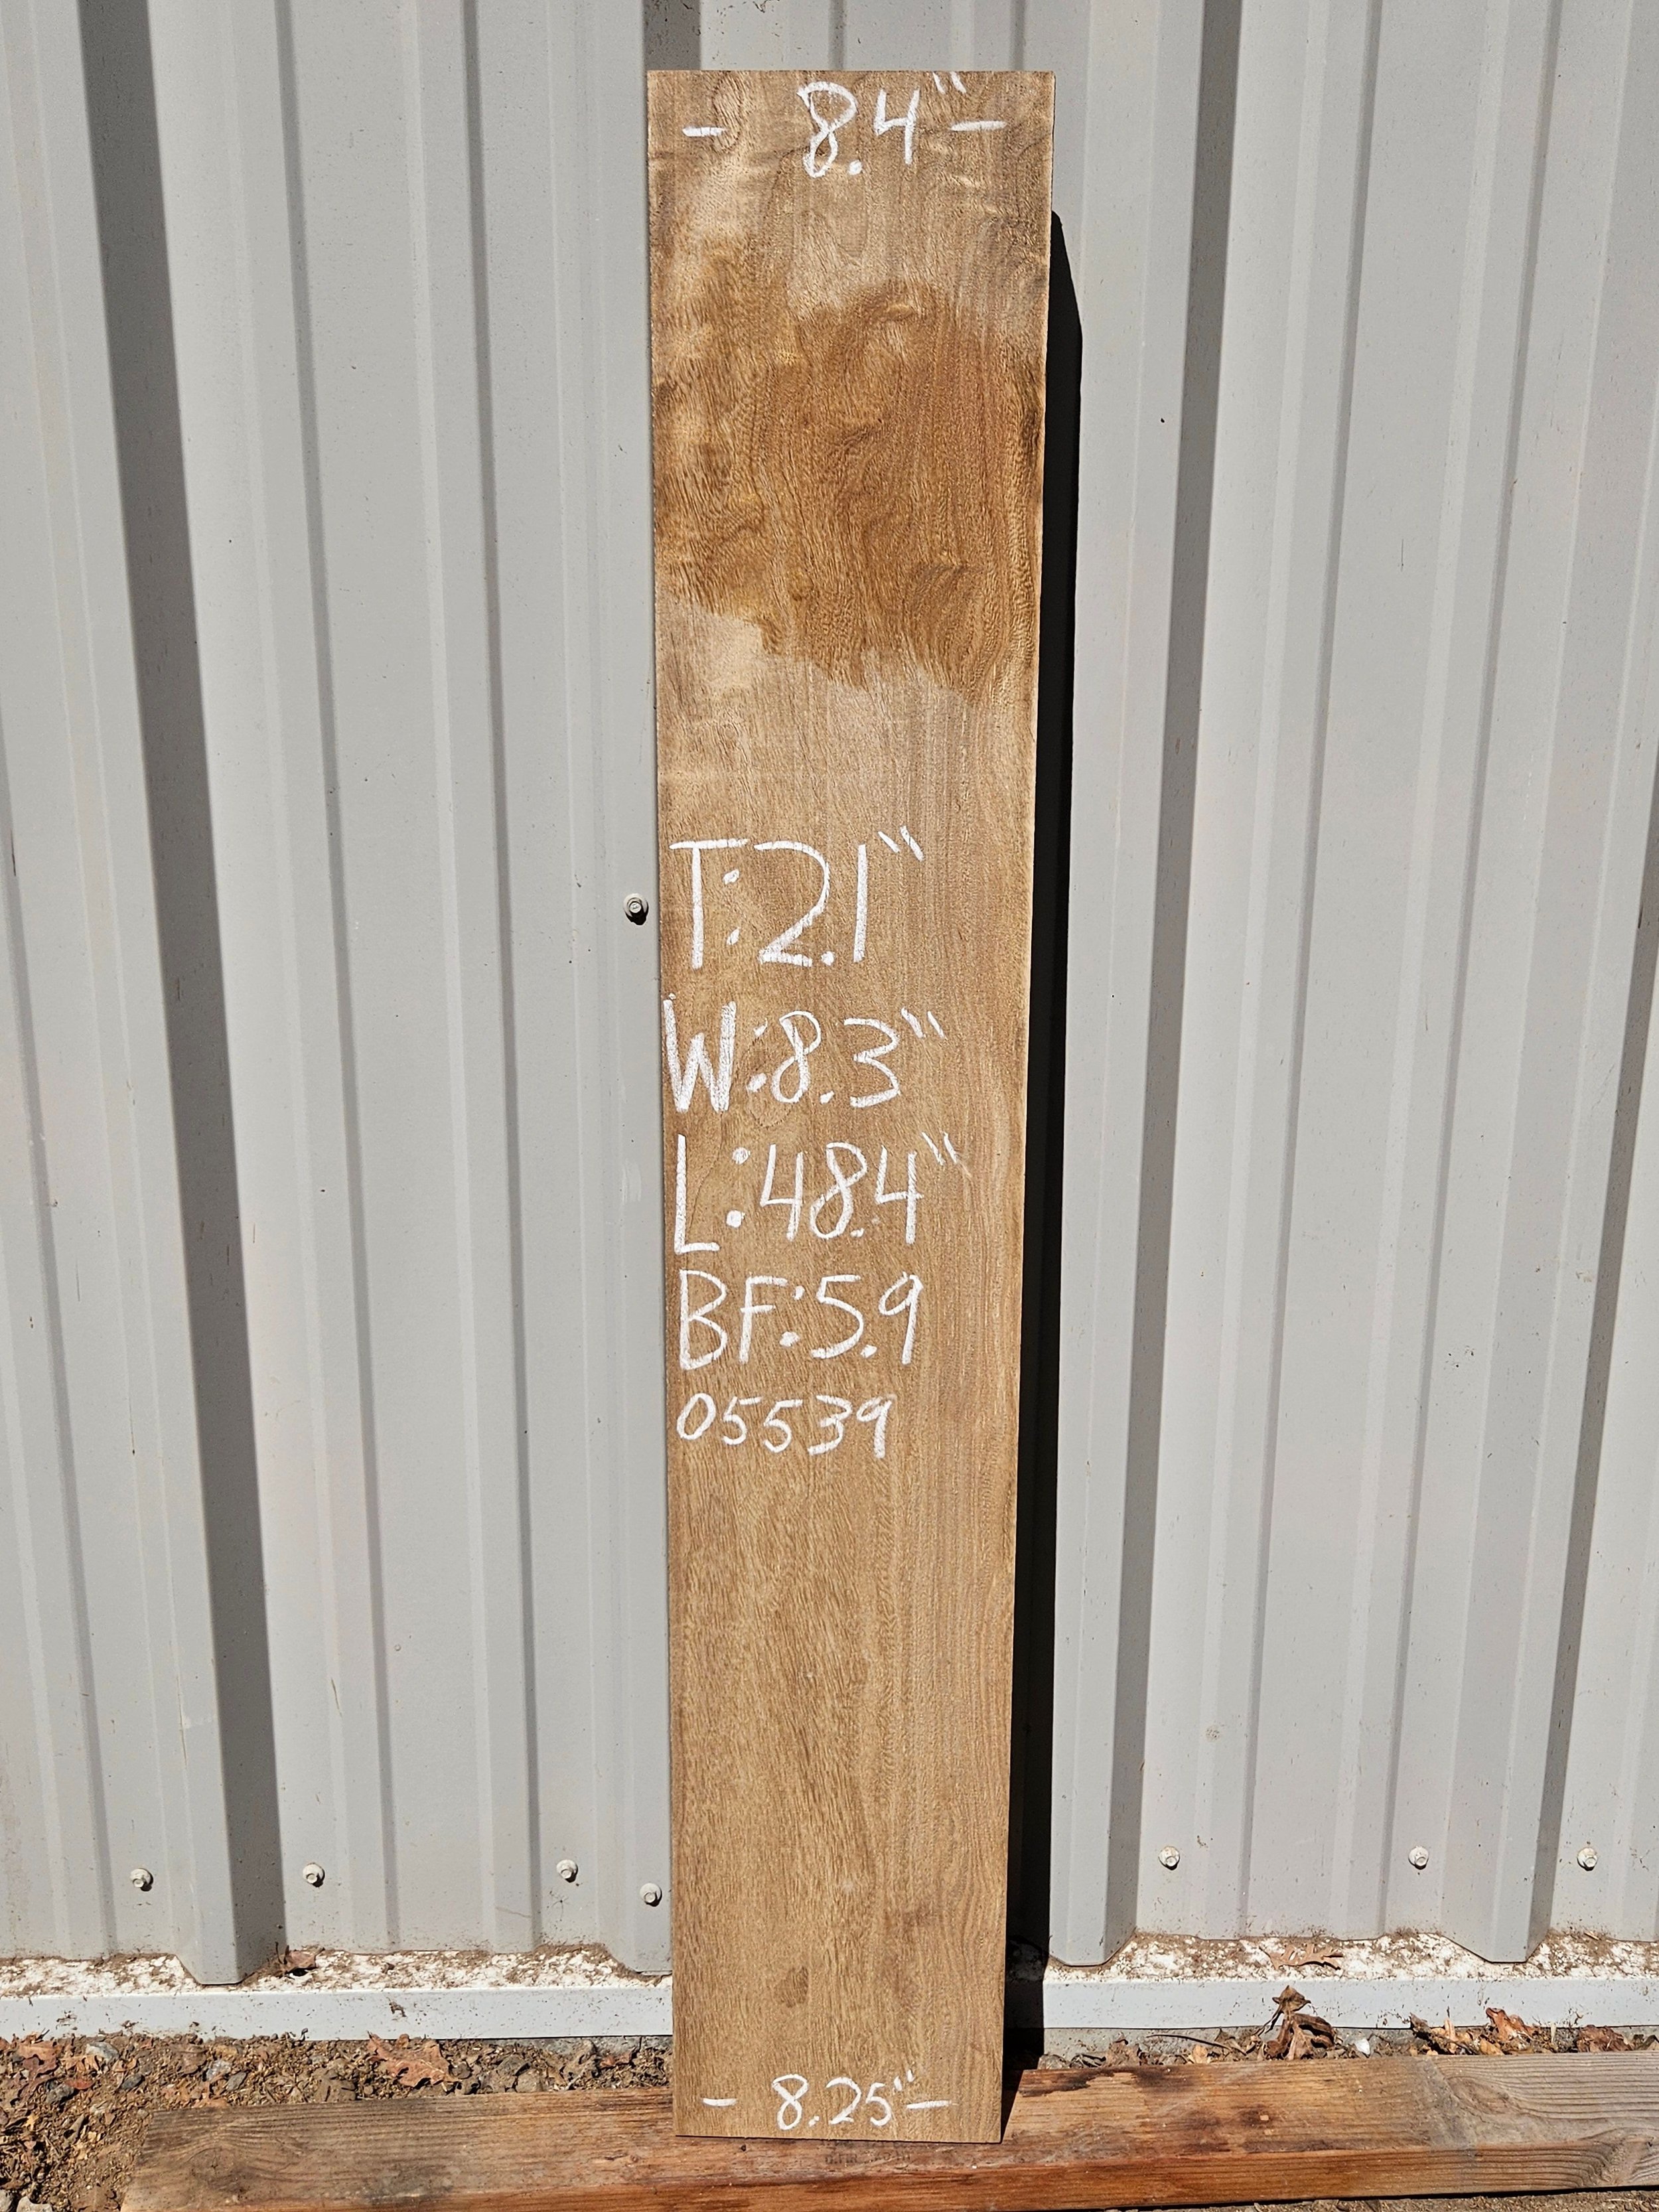 - 8.4" -
T:2.1"
W:8.3"
L:48.4"
BF:5.9
05539
- 8.25" -